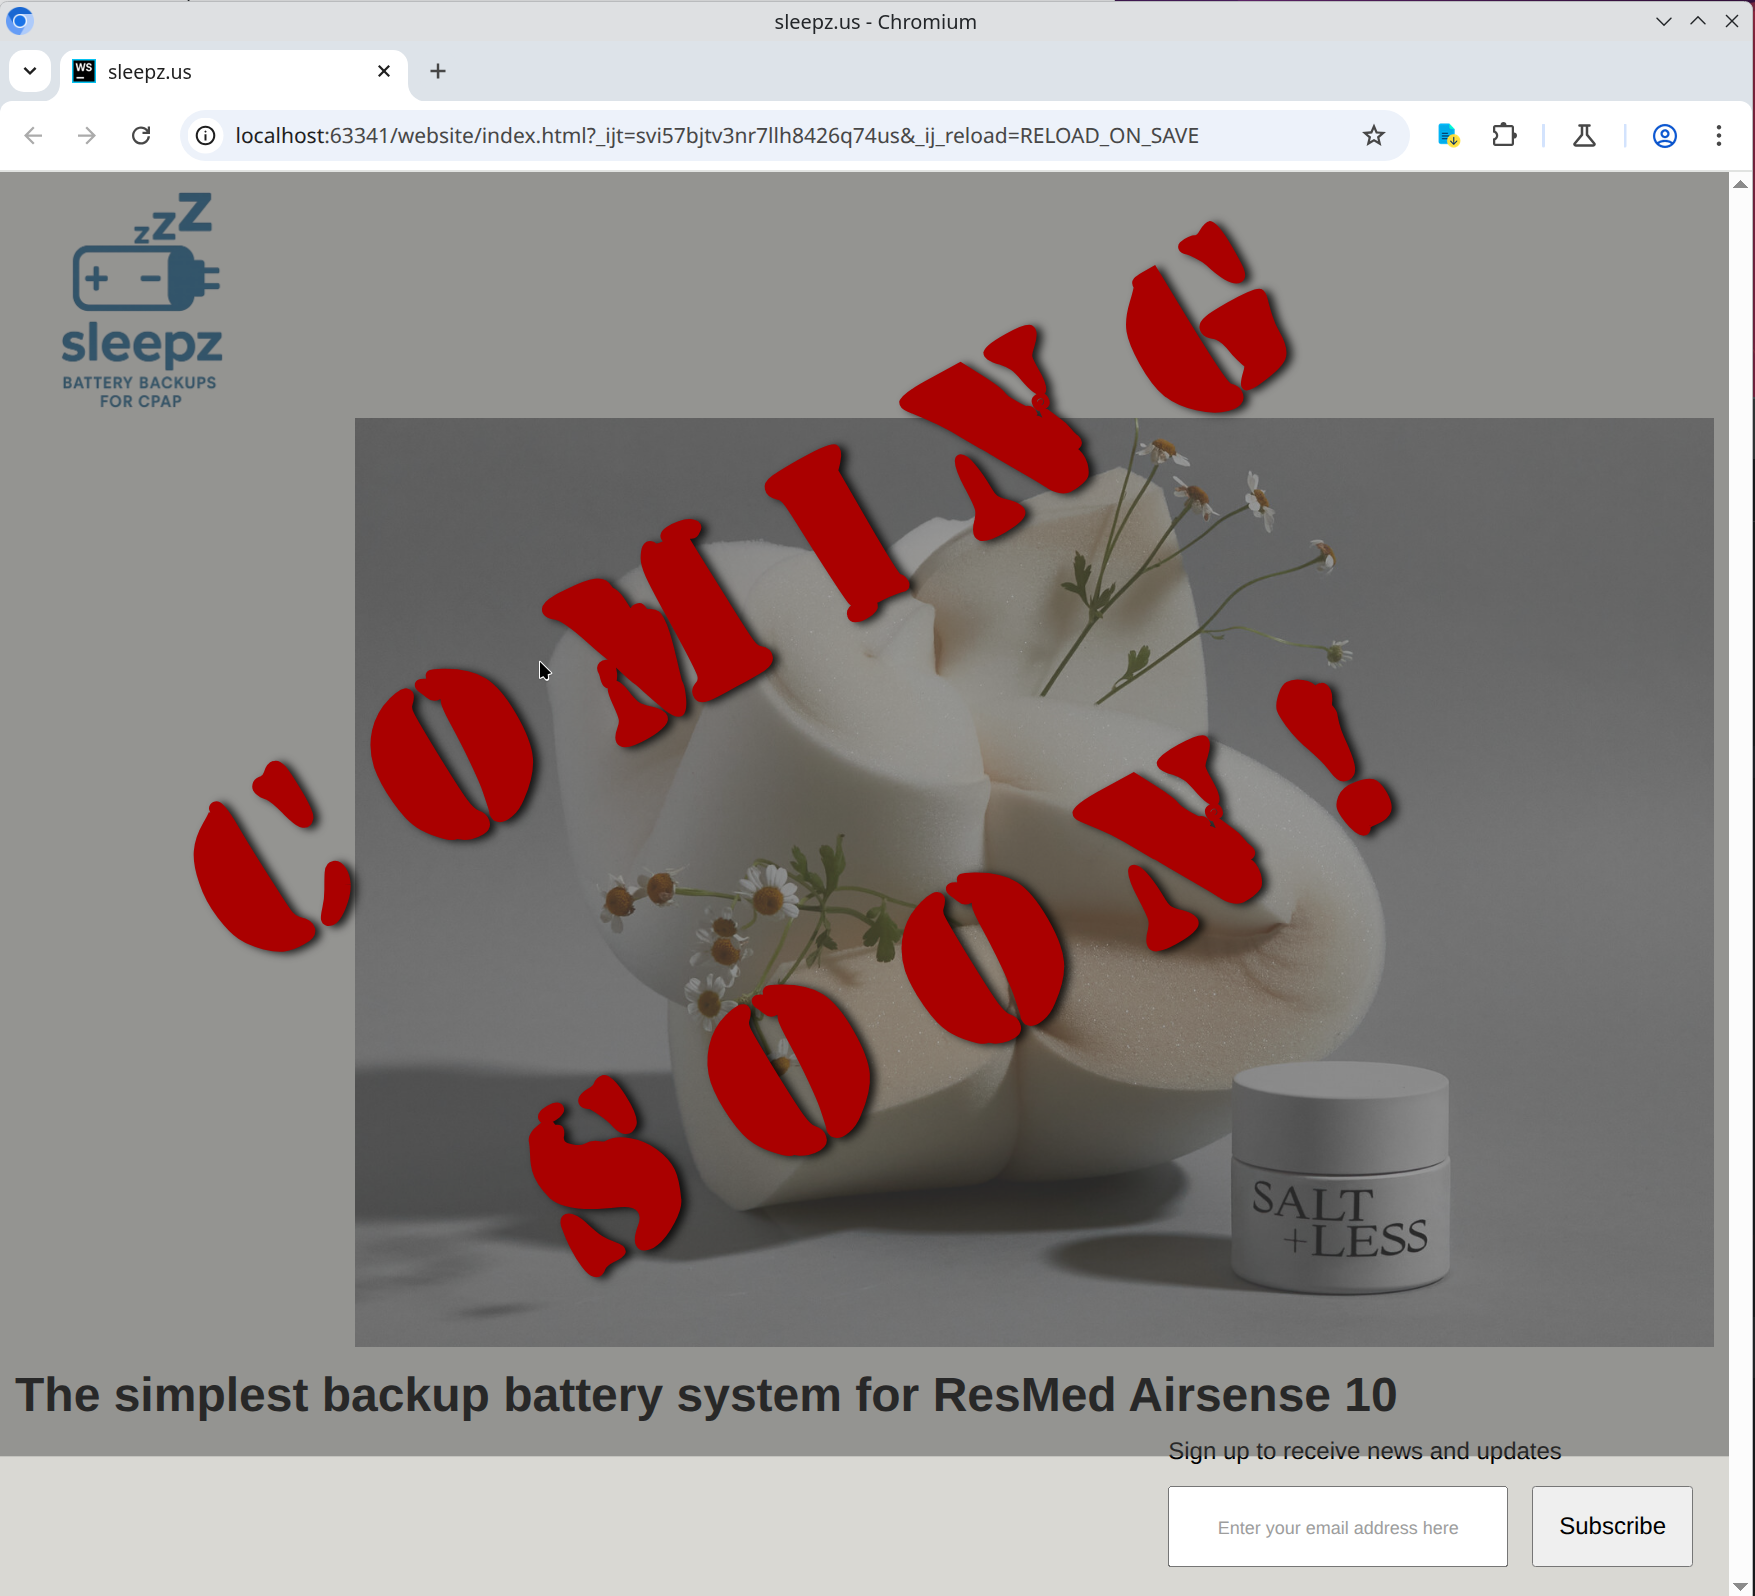 sleepz.us - Chromium
WS
sleepz.us
localhost:63341/website/index.html?_ijt=svi57bjtv3nr7llh8426q74us&_ij_reload=RELOAD_ON_SAVE
zzZ
+ -
sleepz
BATTERY BACKUPS
FOR CPAP
COMING
SOON!
SALT
+LESS
The simplest backup battery system for ResMed Airsense 10
Sign up to receive news and updates
Enter your email address here
Subscribe